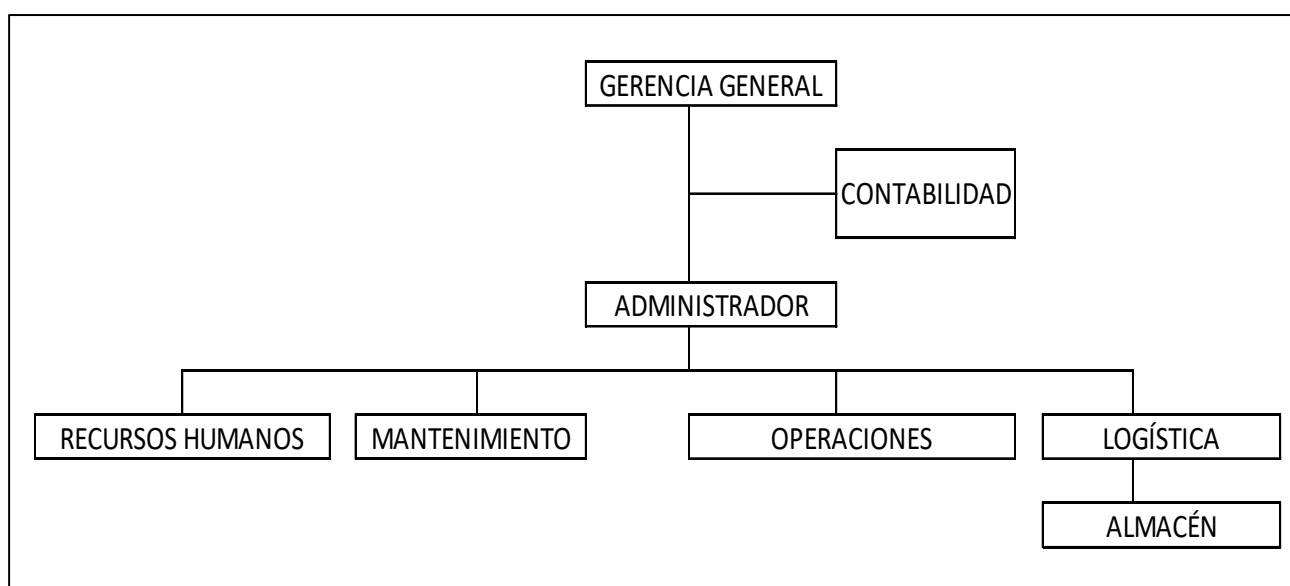 GERENCIA GENERAL
CONTABILIDAD
ADMINISTRADOR
RECURSOS HUMANOS
MANTENIMIENTO
OPERACIONES
LOGÍSTICA
ALMACÉN